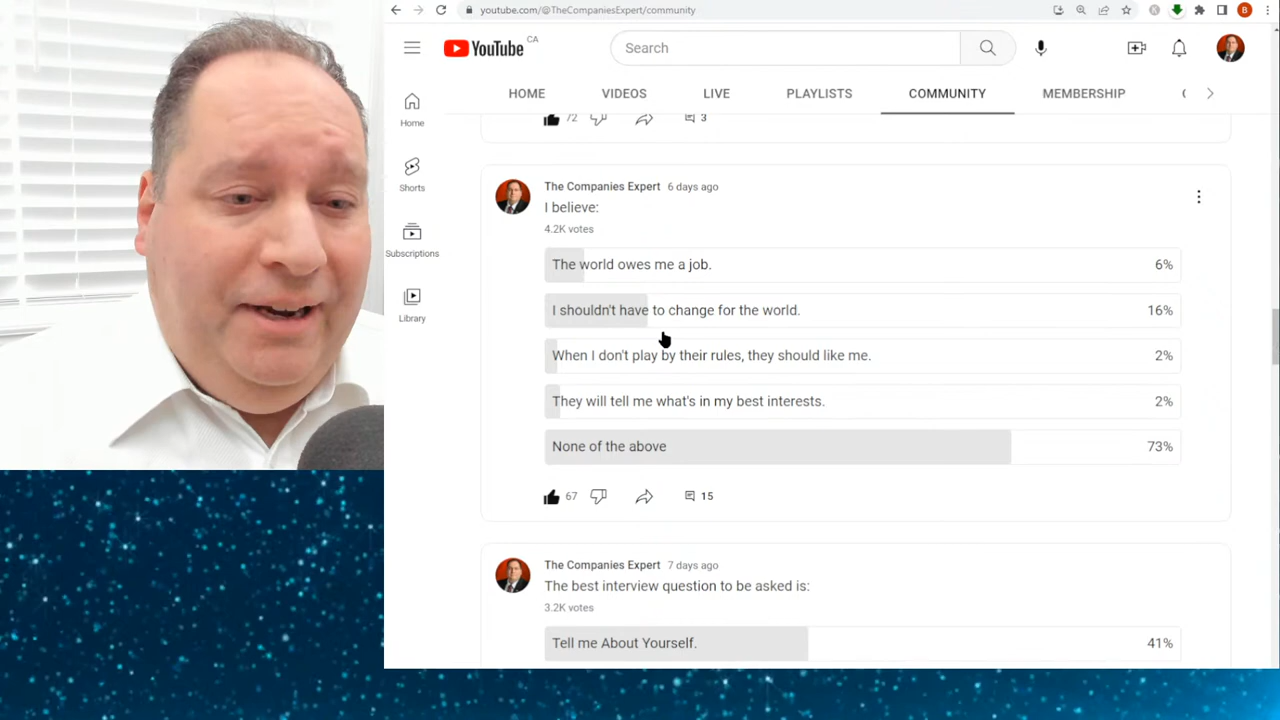 youtube.com/@TheCompaniesExpert/community
B
YouTube CA
Search
HOME VIDEOS LIVE PLAYLISTS COMMUNITY MEMBERSHIP
Home
Shorts
Subscriptions
Library
72 3
The Companies Expert 6 days ago
I believe:
4.2K votes
The world owes me a job. 6%
I shouldn't have to change for the world. 16%
When I don't play by their rules, they should like me. 2%
They will tell me what's in my best interests. 2%
None of the above 73%
67 15
The Companies Expert 7 days ago
The best interview question to be asked is:
3.2K votes
Tell me About Yourself. 41%